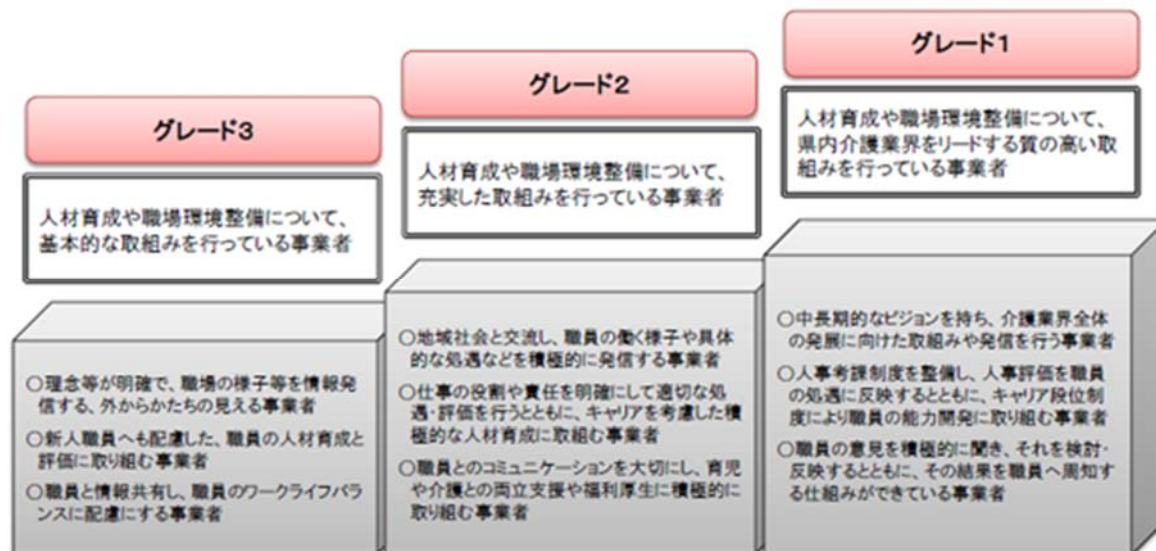 グレード3
人材育成や職場環境整備について、
基本的な取組みを行っている事業者
○理念等が明確で、職場の様子等を情報発
信する、外からかたちの見える事業者
○新人職員へも配慮した、職員の人材育成と
評価に取り組む事業者
○職員と情報共有し、職員のワークライフバラ
ンスに配慮にする事業者
グレード2
人材育成や職場環境整備について、
充実した取組みを行っている事業者
○地域社会と交流し、職員の働く様子や具体
的な処遇などを積極的に発信する事業者
○仕事の役割や責任を明確にして適切な処
遇・評価を行うとともに、キャリアを考慮した積
極的な人材育成に取組む事業者
○職員とのコミュニケーションを大切にし、育児
や介護との両立支援や福利厚生に積極的に
取り組む事業者
グレード1
人材育成や職場環境整備について、
県内介護業界をリードする質の高い取
組みを行っている事業者
○中長期的なビジョンを持ち、介護業界全体
の発展に向けた取組みや発信を行う事業者
○人事考課制度を整備し、人事評価を職員
の処遇に反映するとともに、キャリア段位制
度により職員の能力開発に取り組む事業者
○職員の意見を積極的に聞き、それを検討・
反映するとともに、その結果を職員へ周知す
る仕組みができている事業者